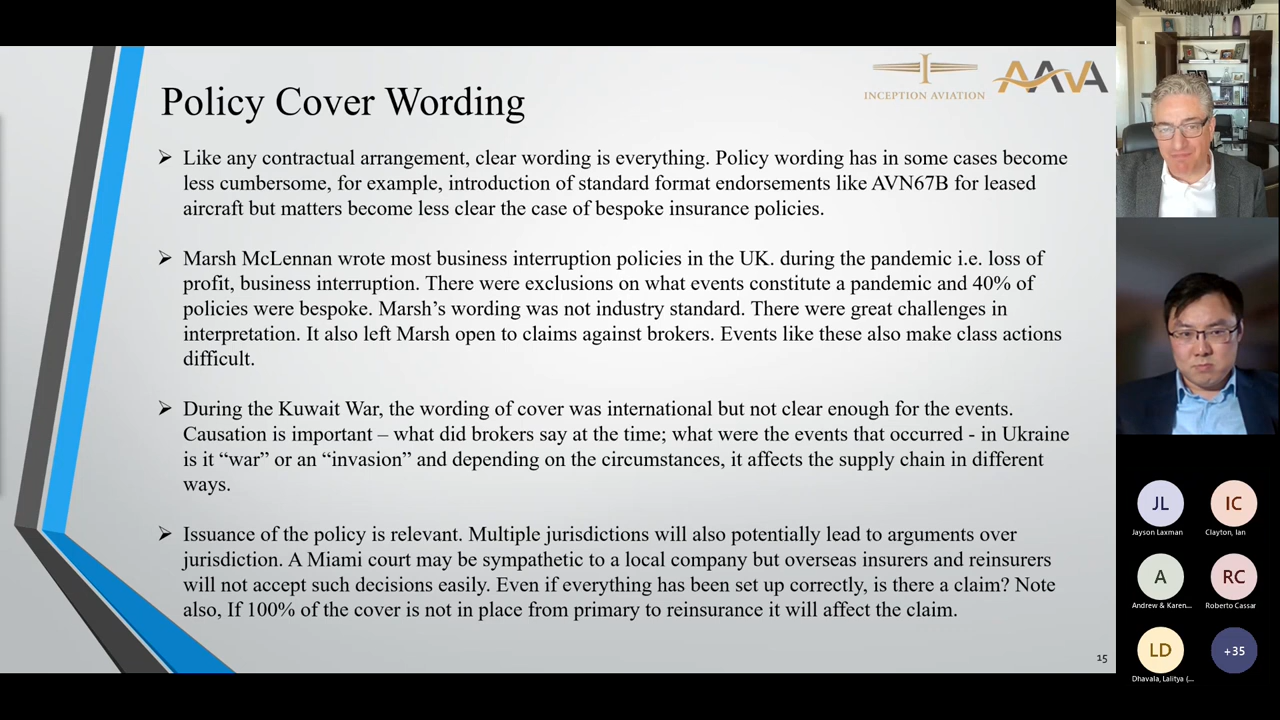 INCEPTION AVIATION
AAVA
Policy Cover Wording
➢ Like any contractual arrangement, clear wording is everything. Policy wording has in some cases become
less cumbersome, for example, introduction of standard format endorsements like AVN67B for leased
aircraft but matters become less clear the case of bespoke insurance policies.
➢ Marsh McLennan wrote most business interruption policies in the UK. during the pandemic i.e. loss of
profit, business interruption. There were exclusions on what events constitute a pandemic and 40% of
policies were bespoke. Marsh’s wording was not industry standard. There were great challenges in
interpretation. It also left Marsh open to claims against brokers. Events like these also make class actions
difficult.
➢ During the Kuwait War, the wording of cover was international but not clear enough for the events.
Causation is important – what did brokers say at the time; what were the events that occurred - in Ukraine
is it “war” or an “invasion” and depending on the circumstances, it affects the supply chain in different
ways.
➢ Issuance of the policy is relevant. Multiple jurisdictions will also potentially lead to arguments over
jurisdiction. A Miami court may be sympathetic to a local company but overseas insurers and reinsurers
will not accept such decisions easily. Even if everything has been set up correctly, is there a claim? Note
also, If 100% of the cover is not in place from primary to reinsurance it will affect the claim.
15
JL
Jayson Laxman
IC
Clayton, Ian
A
Andrew & Karen...
RC
Roberto Cassar
LD
Dhavala, Lalitya (...
+35